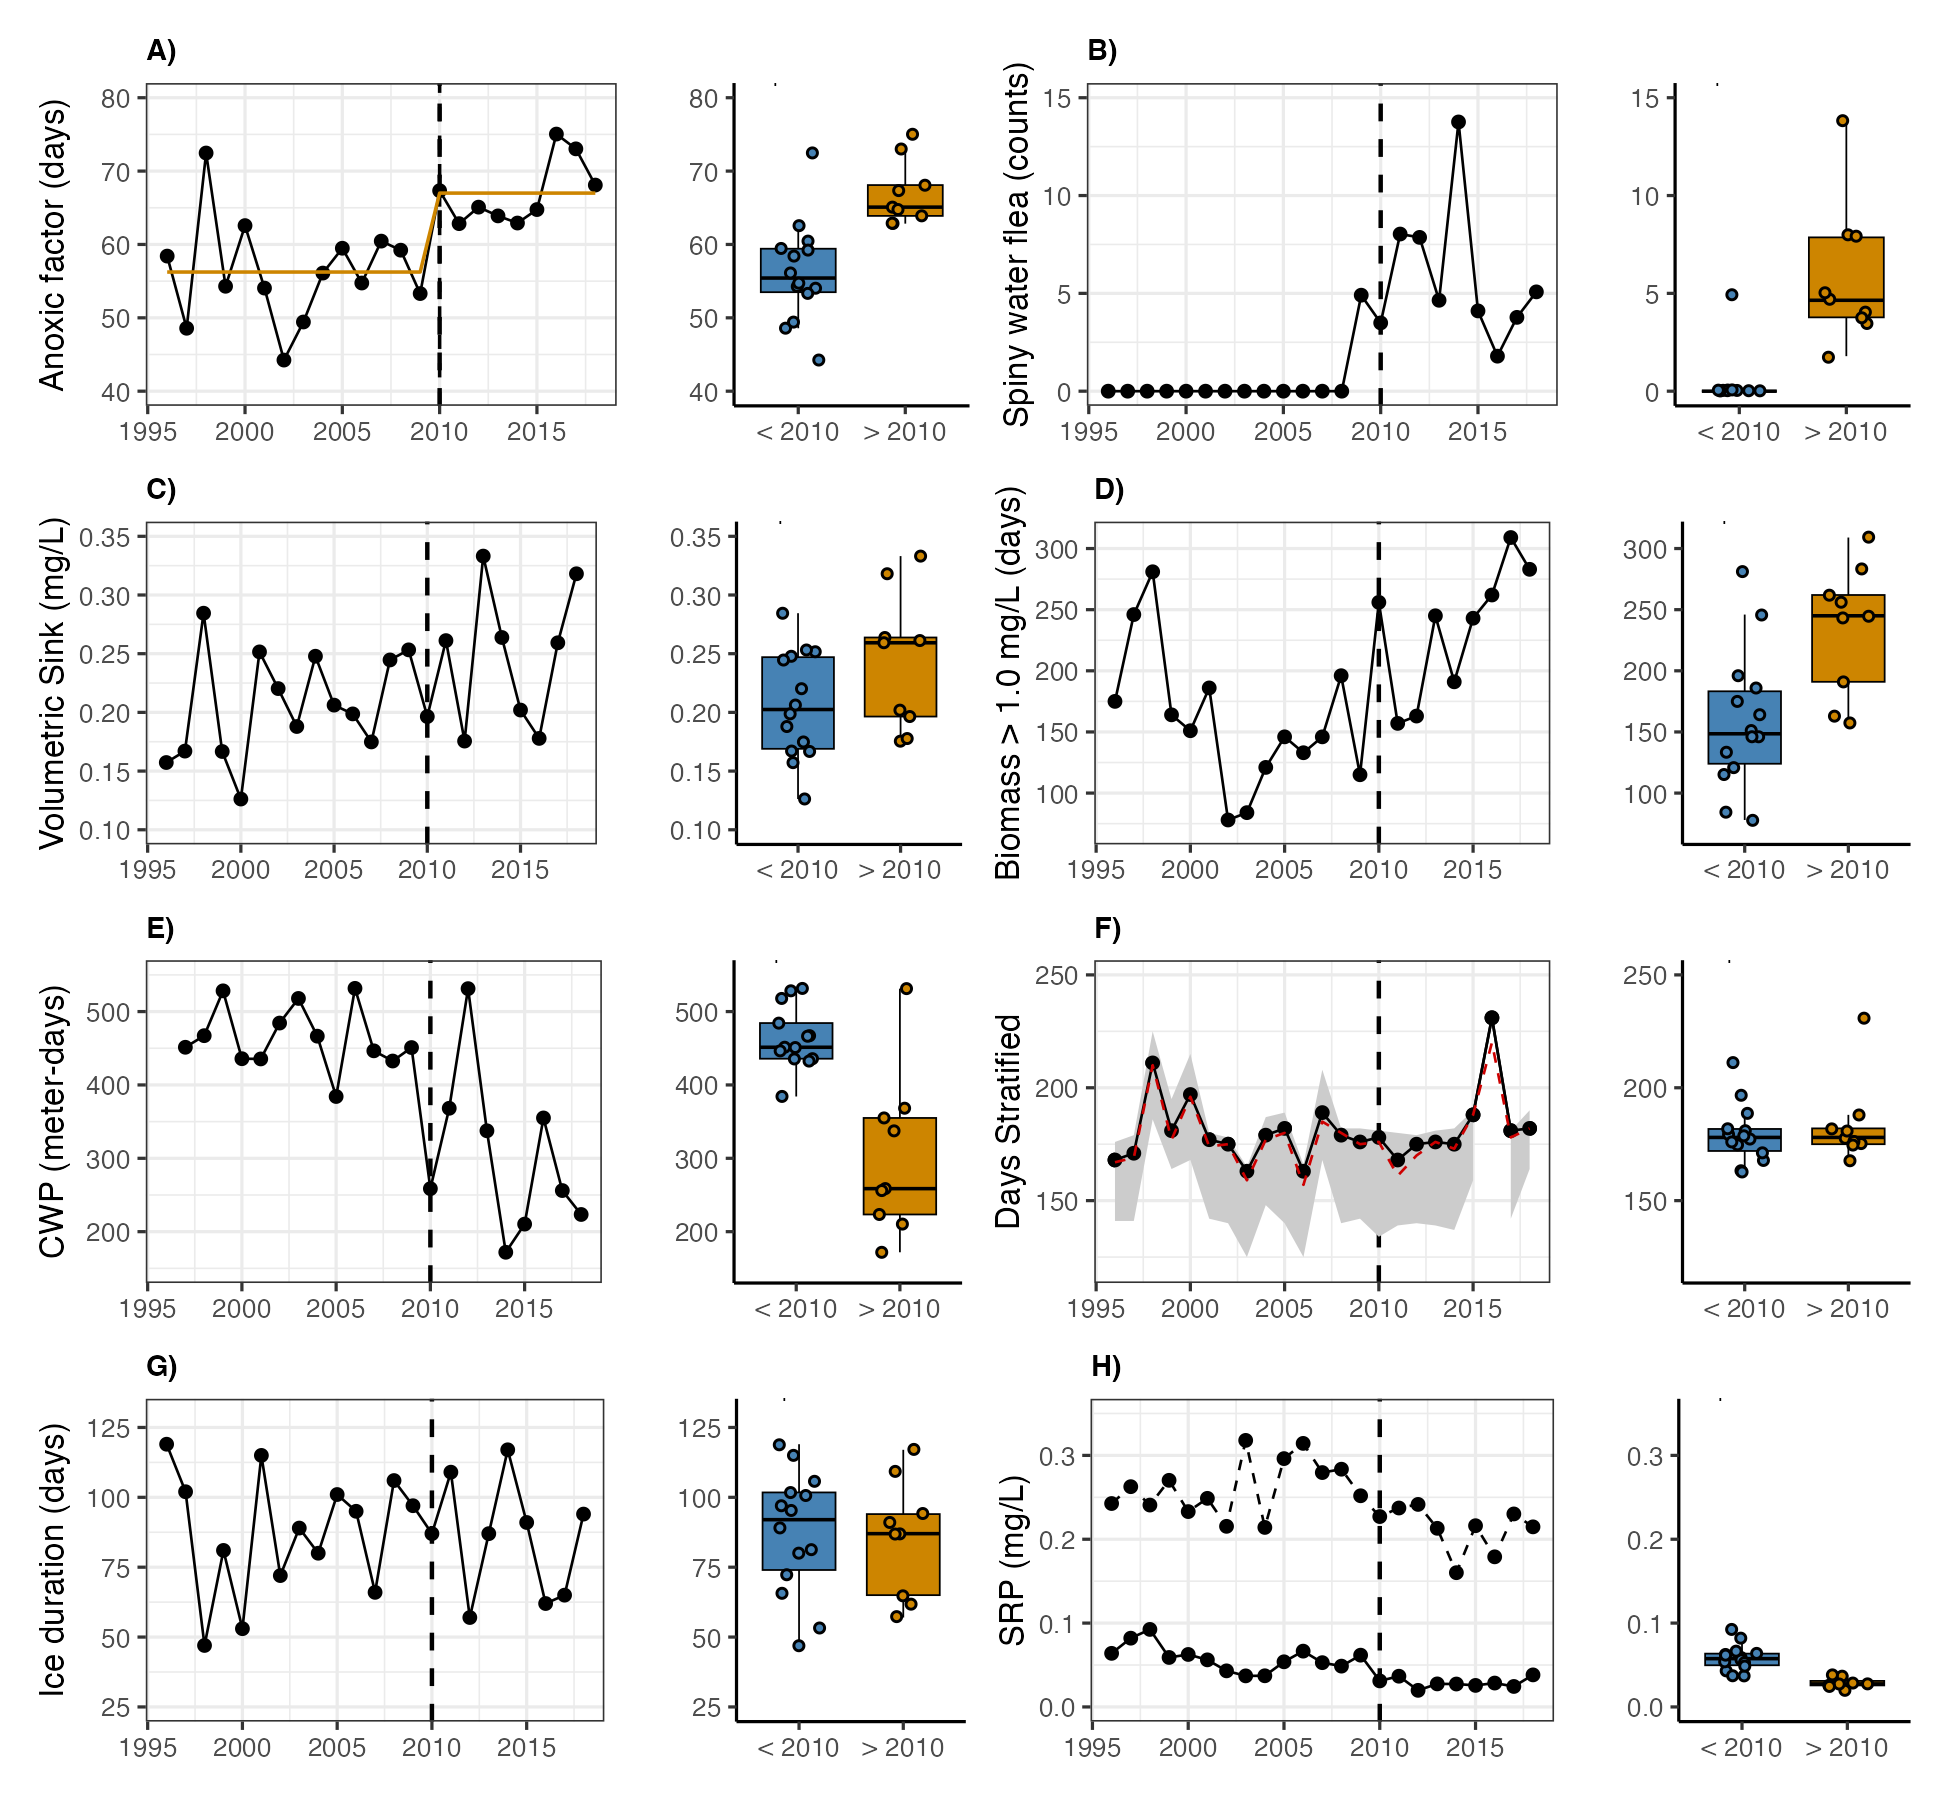 A)
Anoxic factor (days)
80
70
60
50
40
1995 2000 2005 2010 2015
80
70
60
50
40
< 2010 > 2010
B)
Spiny water flea (counts)
15
10
5
0
1995 2000 2005 2010 2015
15
10
5
0
< 2010 > 2010
C)
Volumetric Sink (mg/L)
0.35
0.30
0.25
0.20
0.15
0.10
1995 2000 2005 2010 2015
0.35
0.30
0.25
0.20
0.15
0.10
< 2010 > 2010
D)
Biomass > 1.0 mg/L (days)
300
250
200
150
100
1995 2000 2005 2010 2015
300
250
200
150
100
< 2010 > 2010
E)
CWP (meter-days)
500
400
300
200
1995 2000 2005 2010 2015
500
400
300
200
< 2010 > 2010
F)
Days Stratified
250
200
150
1995 2000 2005 2010 2015
250
200
150
< 2010 > 2010
G)
Ice duration (days)
125
100
75
50
25
1995 2000 2005 2010 2015
125
100
75
50
25
< 2010 > 2010
H)
SRP (mg/L)
0.3
0.2
0.1
0.0
1995 2000 2005 2010 2015
0.3
0.2
0.1
0.0
< 2010 > 2010